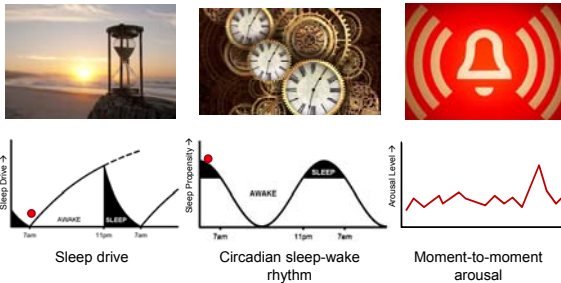 Sleep Drive →
AWAKE
SLEEP
7am
11pm
7am
Sleep drive
Sleep Propensity →
AWAKE
SLEEP
7am
11pm
7am
Circadian sleep-wake
rhythm
Arousal Level →
Moment-to-moment
arousal